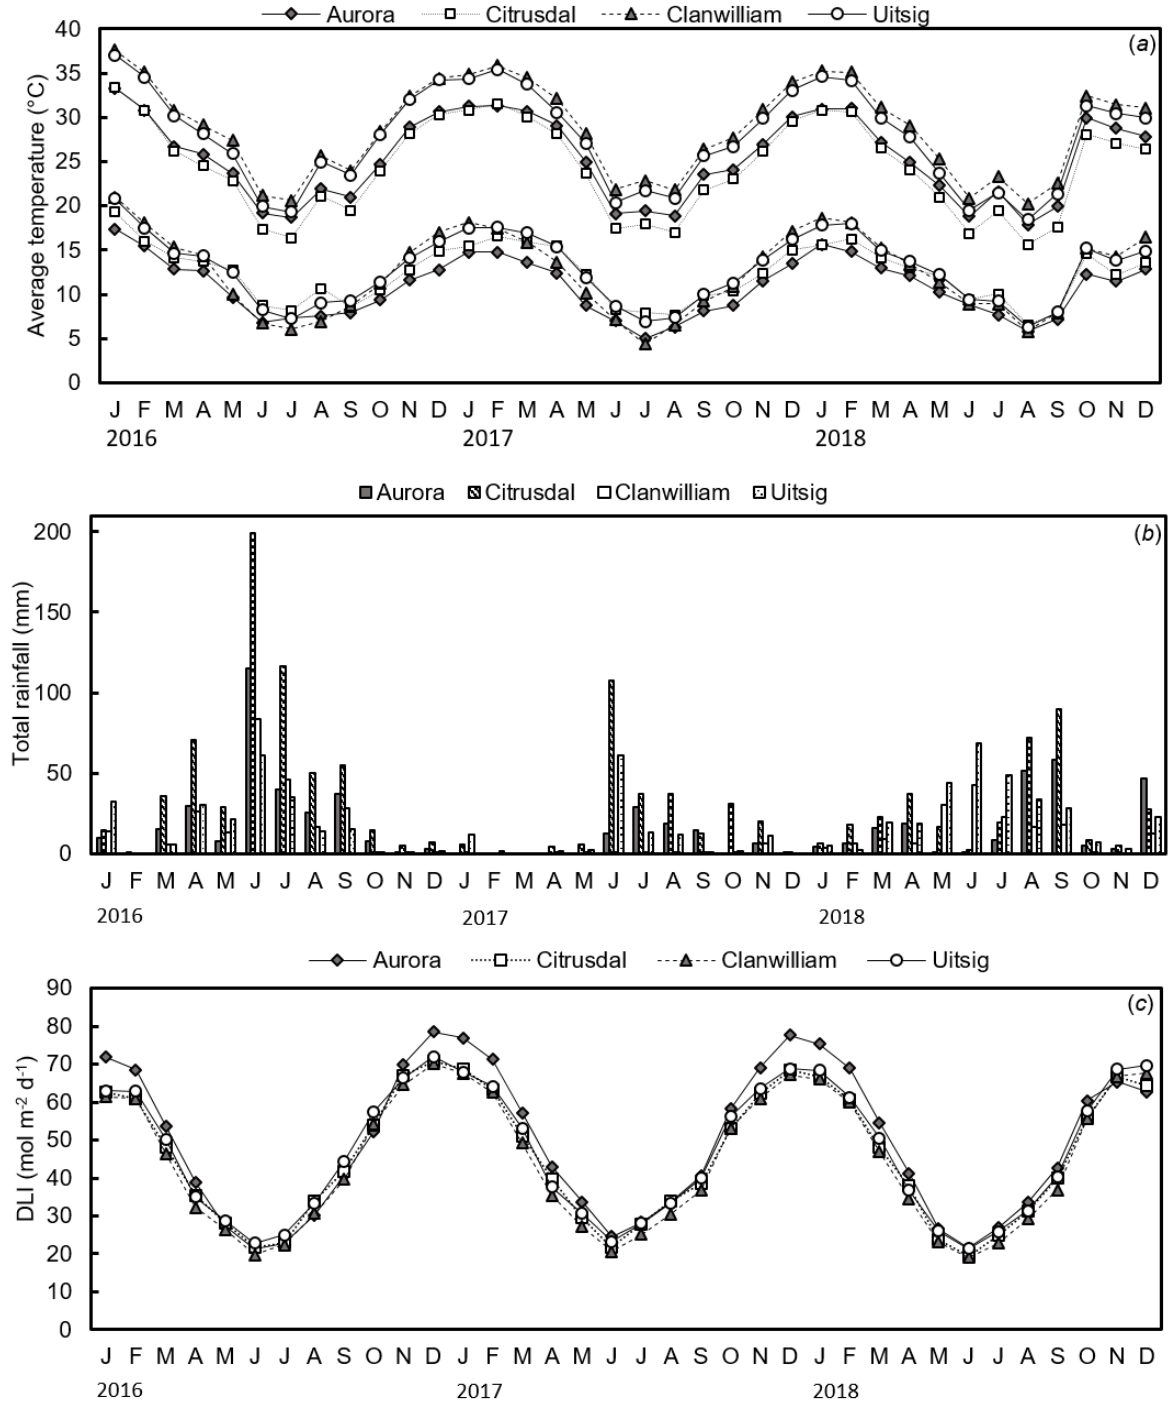 Aurora Citrusdal Clanwilliam Uitsig
(a)
Average temperature (°C)
40
35
30
25
20
15
10
5
0
J F M A M J J A S O N D J F M A M J J A S O N D J F M A M J J A S O N D
2016 2017 2018
Aurora Citrusdal Clanwilliam Uitsig
(b)
Total rainfall (mm)
200
150
100
50
0
J F M A M J J A S O N D J F M A M J J A S O N D J F M A M J J A S O N D
2016 2017 2018
Aurora Citrusdal Clanwilliam Uitsig
(c)
DLI (mol m-2 d-1)
90
80
70
60
50
40
30
20
10
0
J F M A M J J A S O N D J F M A M J J A S O N D J F M A M J J A S O N D
2016 2017 2018